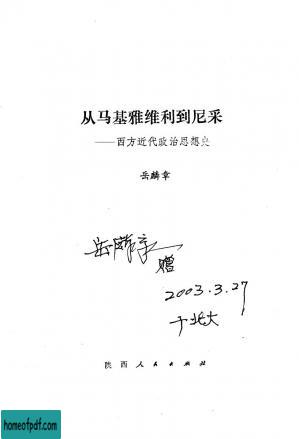 从马基雅维利到尼采
——西方近代政治思想史
岳麟章
岳麟章
赠
2003.3.27
于北大
陕西人民出版社
homeofpdf.com